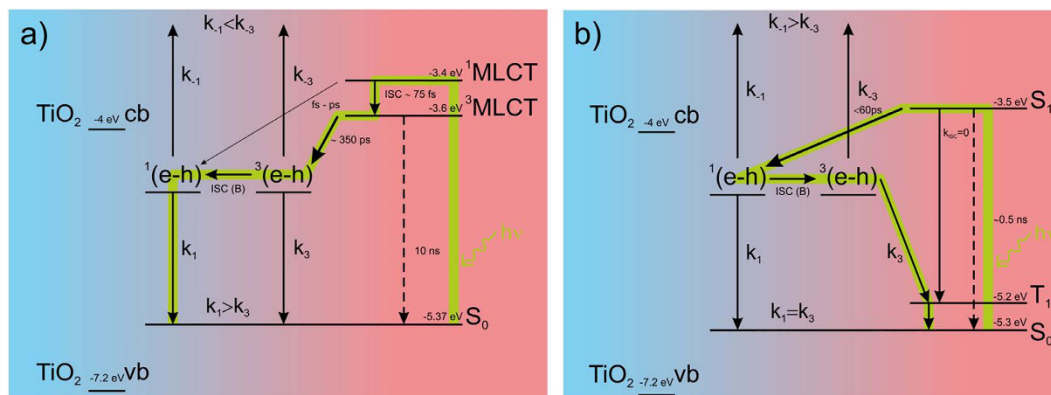 a)
k-1<k-3
k-1
k-3
-3.4 eV
¹MLCT
ISC ~ 75 fs
fs - ps
-3.6 eV
³MLCT
TiO₂ -4 eV cb
~ 350 ps
¹(e-h)
³(e-h)
ISC (B)
k₁
k₃
10 ns
hν
k₁>k₃
-5.37 eV
S₀
TiO₂ -7.2 eV vb
b)
k-1>k-3
k-1
k-3
<60ps
-3.5 eV
S₁
TiO₂ -4 eV cb
kISC=0
¹(e-h)
³(e-h)
ISC (B)
~0.5 ns
hν
k₁
k₃
-5.2 eV
T₁
k₁=k₃
-5.3 eV
S₀
TiO₂ -7.2 eV vb